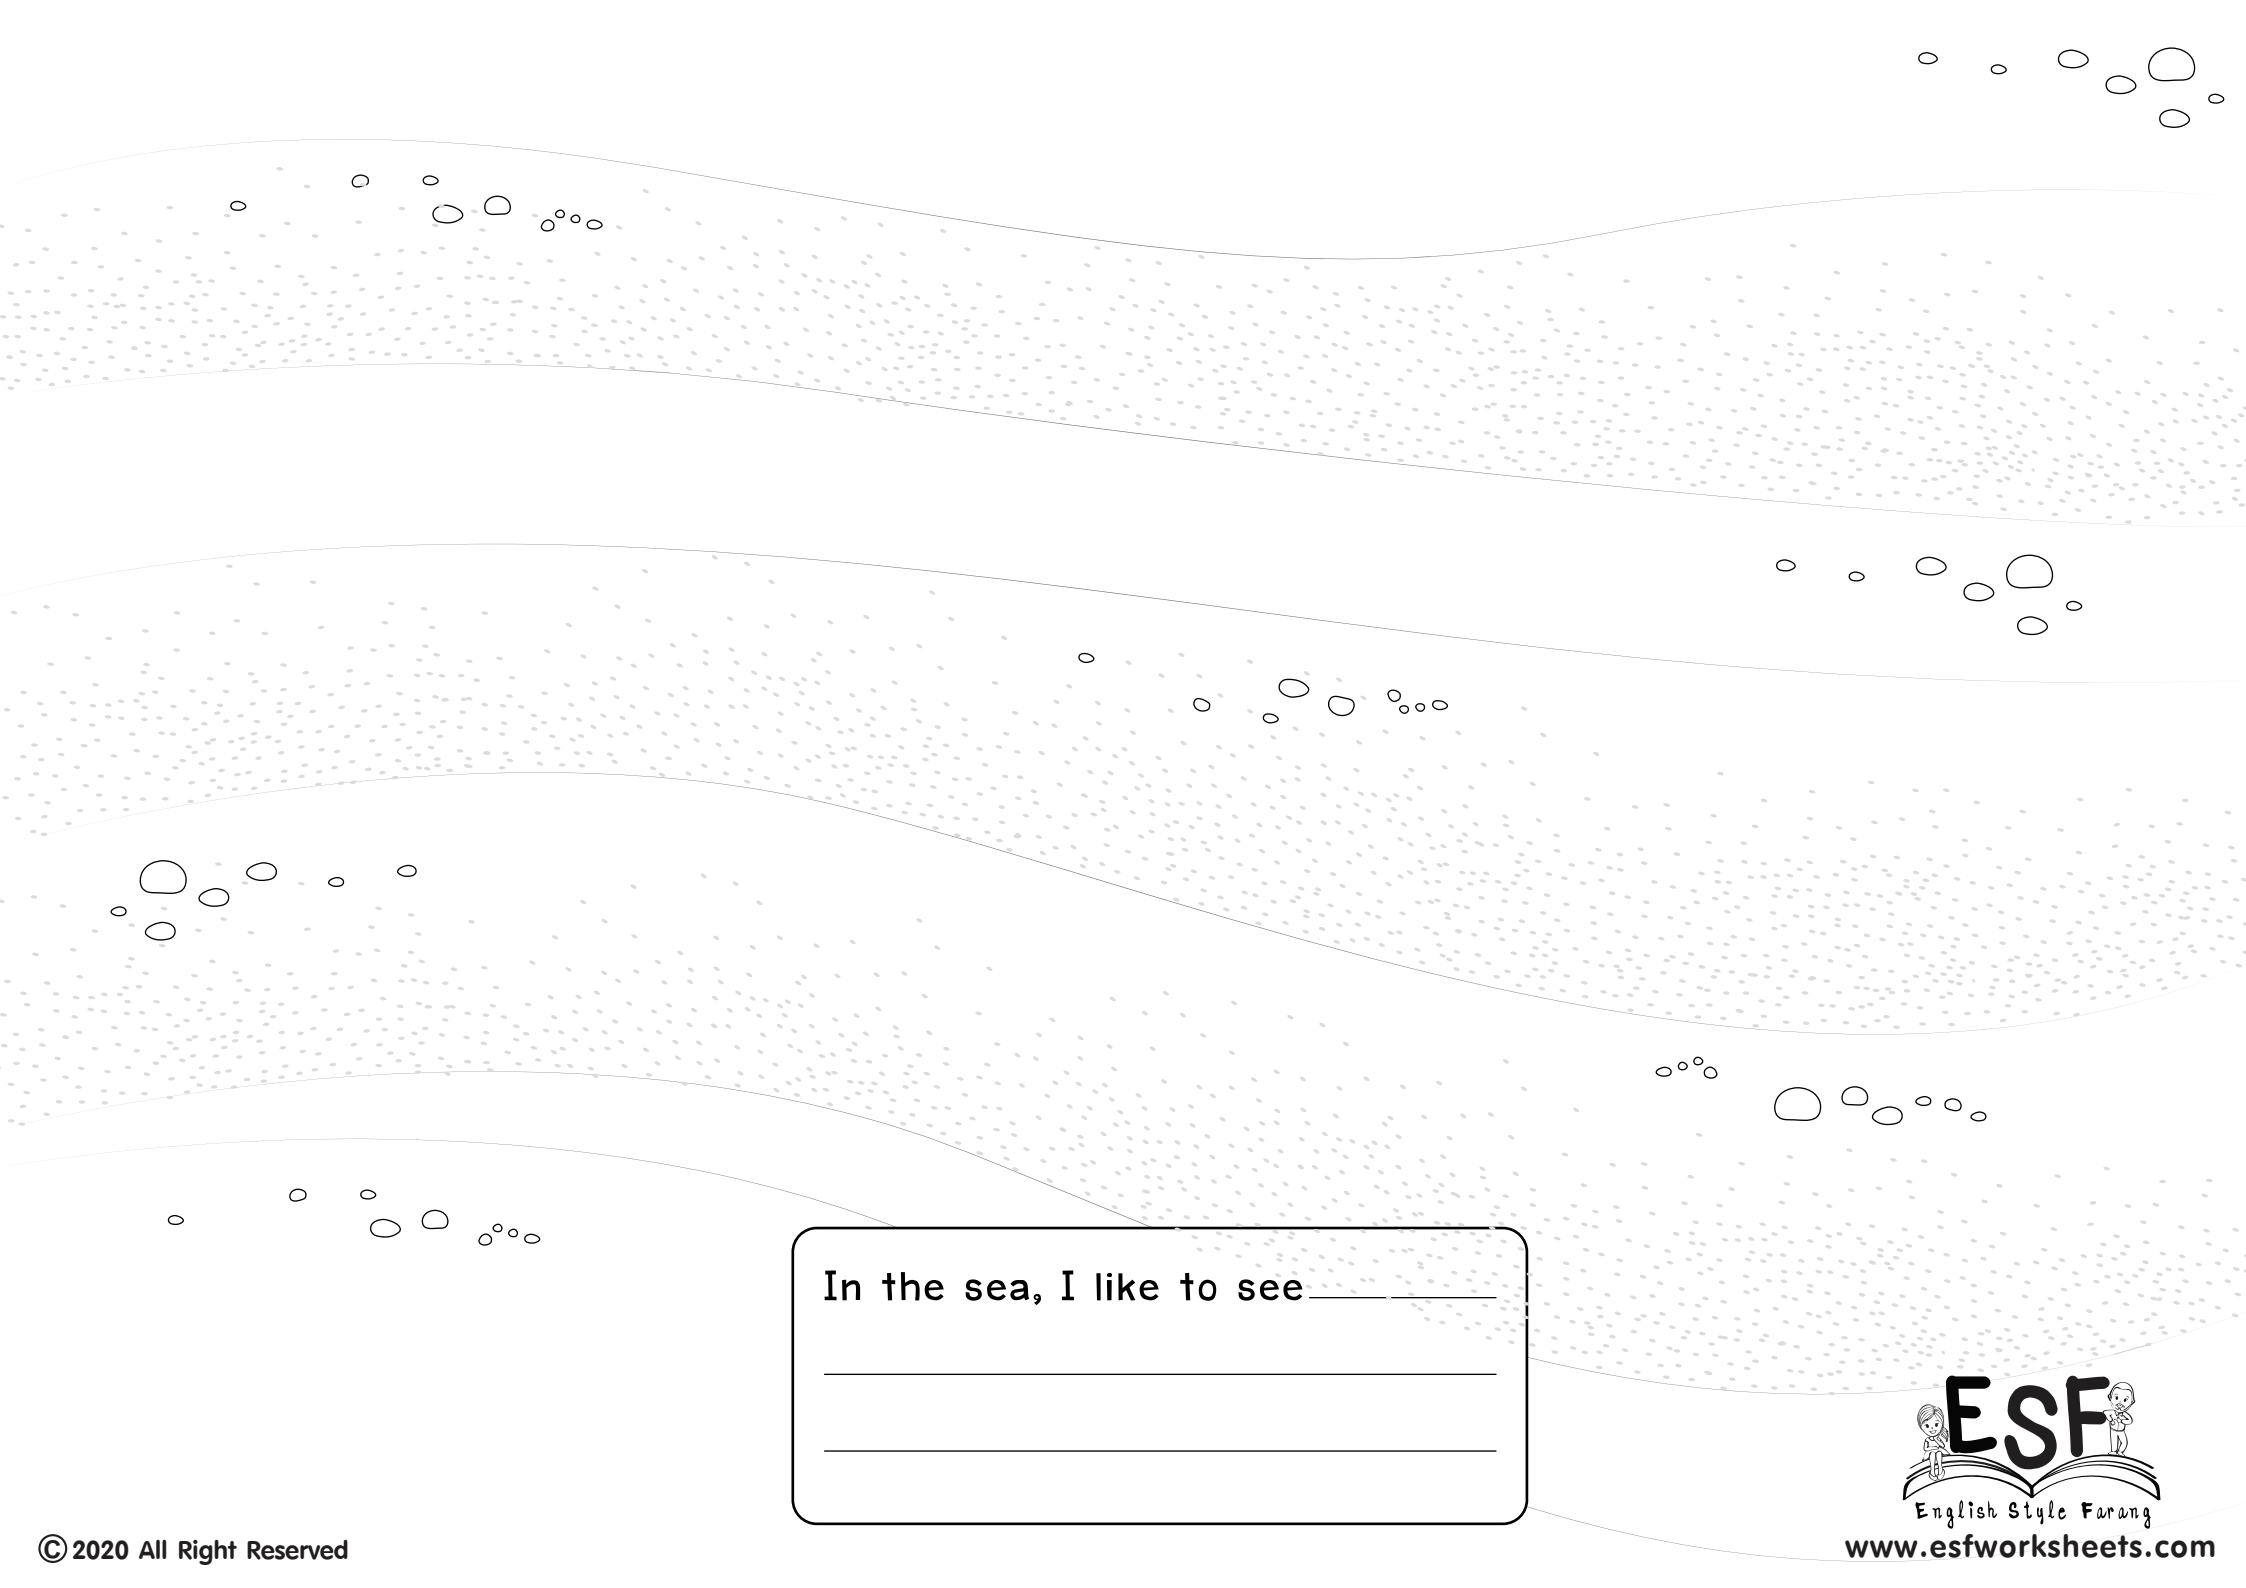 In the sea, I like to see
ESF
English Style Farang
©2020 All Right Reserved
www.esfworksheets.com